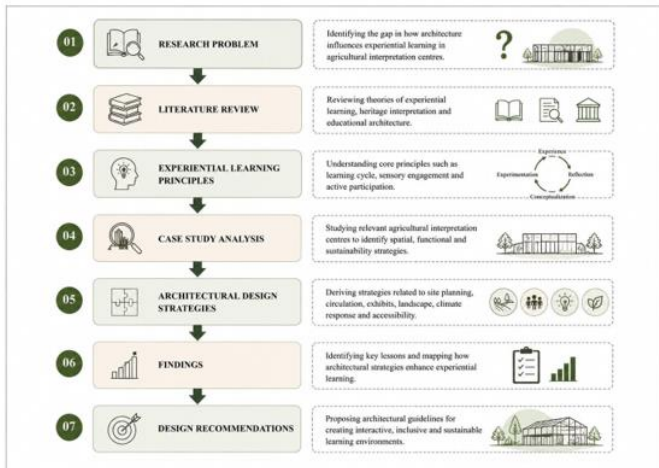 01
RESEARCH PROBLEM
Identifying the gap in how architecture
influences experiential learning in
agricultural interpretation centres.
?
02
LITERATURE REVIEW
Reviewing theories of experiential
learning, heritage interpretation and
educational architecture.
03
EXPERIENTIAL LEARNING
PRINCIPLES
Understanding core principles such as
learning cycle, sensory engagement and
active participation.
Experience
Experimentation
Reflection
Conceptualization
04
CASE STUDY ANALYSIS
Studying relevant agricultural interpretation
centres to identify spatial, functional and
sustainability strategies.
05
ARCHITECTURAL DESIGN
STRATEGIES
Deriving strategies related to site planning,
circulation, exhibits, landscape, climate
response and accessibility.
06
FINDINGS
Identifying key lessons and mapping how
architectural strategies enhance experiential
learning.
07
DESIGN RECOMMENDATIONS
Proposing architectural guidelines for
creating interactive, inclusive and sustainable
learning environments.